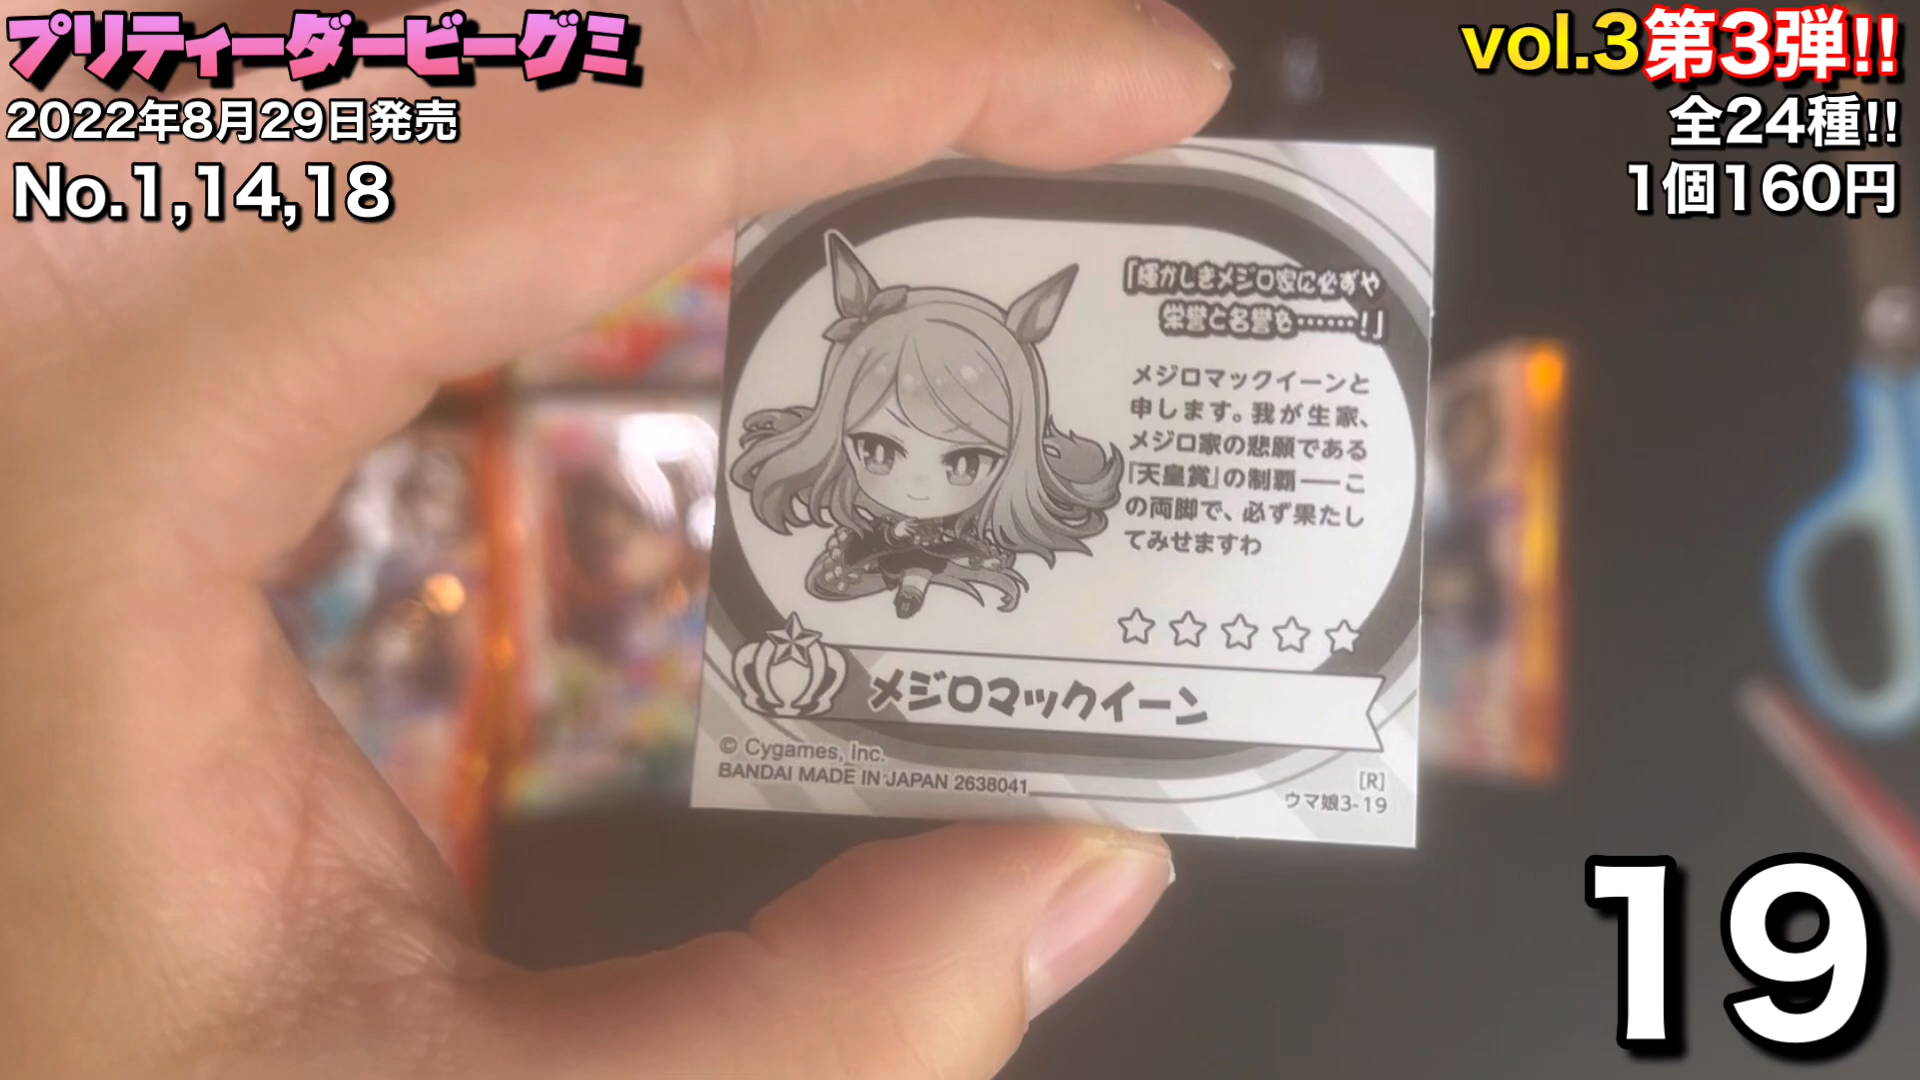 プリティーダービーグミ
2022年8月29日発売
No.1,14,18
vol.3第3弾!!
全24種!!
1個160円
「輝かしきメジロ家に必ずや
栄誉と名誉を……!」
メジロマックイーンと
申します。我が生家、
メジロ家の悲願である
「天皇賞」の制覇――こ
の両脚で、必ず果たし
てみせますわ
☆☆☆☆☆
メジロマックイーン
© Cygames, Inc.
BANDAI MADE IN JAPAN 2638041
[R]
ウマ娘3-19
19